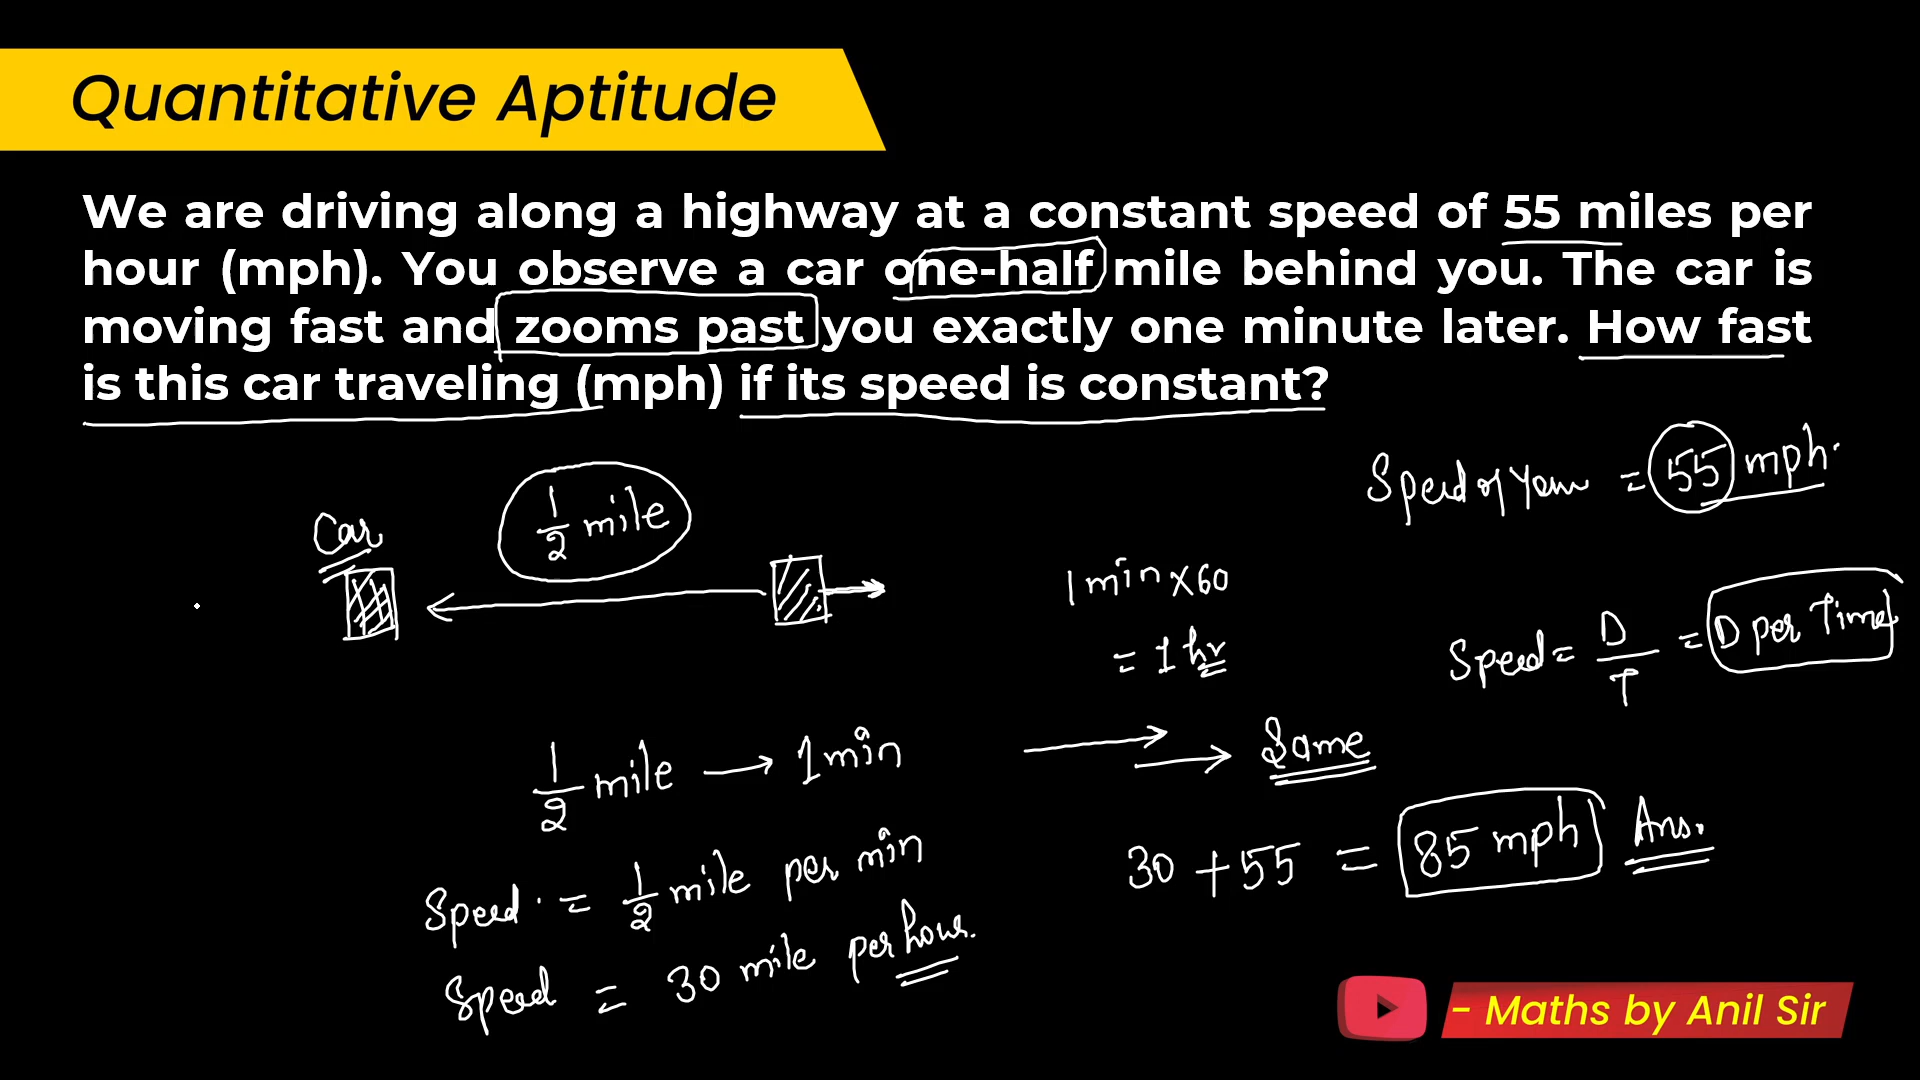 Quantitative Aptitude
We are driving along a highway at a constant speed of 55 miles per
hour (mph). You observe a car one-half mile behind you. The car is
moving fast and zooms past you exactly one minute later. How fast
is this car traveling (mph) if its speed is constant?
Speed of = 55 mph.
Car
1/2 mile
1 min × 60
= 1 hr
Speed = D/T = D per Time
1/2 mile → 1 min
Same
Speed = 1/2 mile per min
30 + 55 = 85 mph Ans.
Speed = 30 mile per hour.
- Maths by Anil Sir